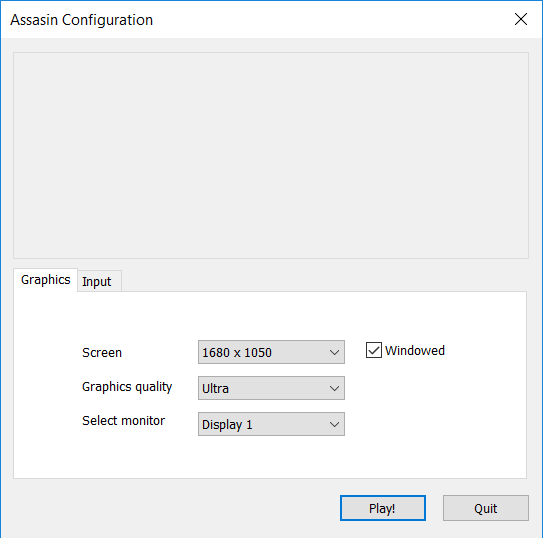 Assasin Configuration
Graphics Input
Screen 1680 x 1050 Windowed
Graphics quality Ultra
Select monitor Display 1
Play! Quit